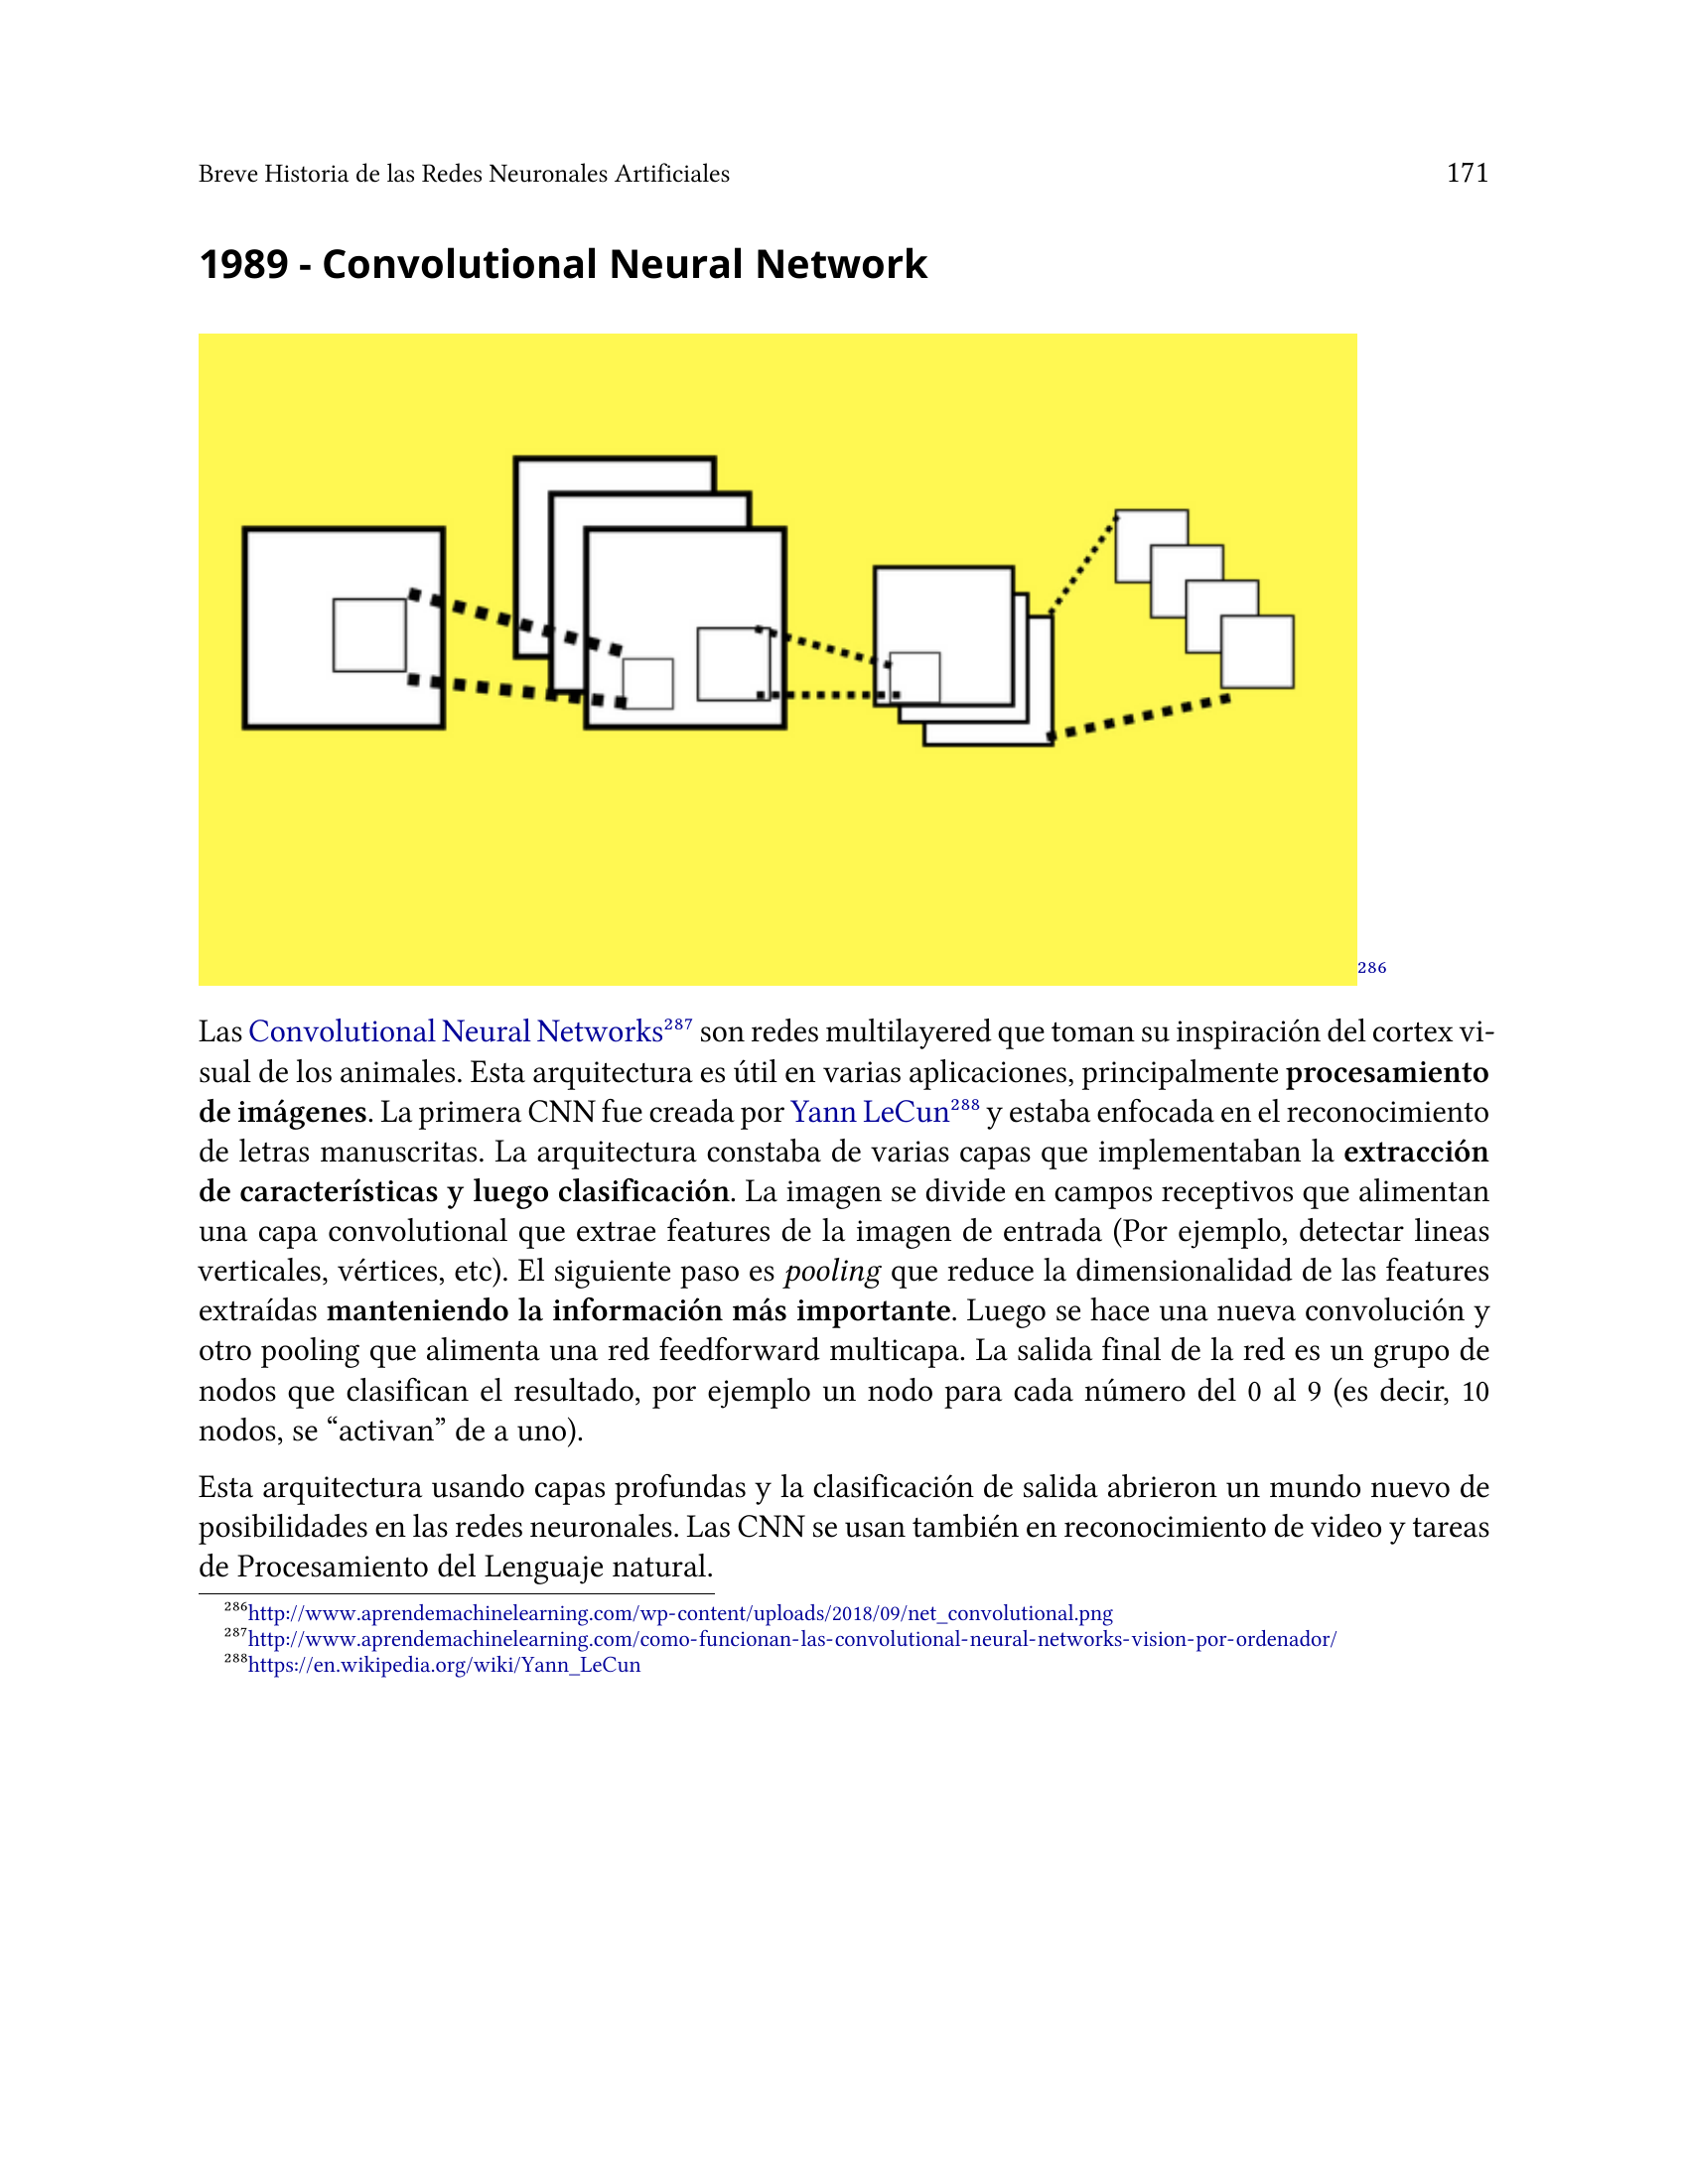 Breve Historia de las Redes Neuronales Artificiales 171
1989 - Convolutional Neural Network
286
Las Convolutional Neural Networks287 son redes multilayered que toman su inspiración del cortex vi-
sual de los animales. Esta arquitectura es útil en varias aplicaciones, principalmente procesamiento
de imágenes. La primera CNN fue creada por Yann LeCun288 y estaba enfocada en el reconocimiento
de letras manuscritas. La arquitectura constaba de varias capas que implementaban la extracción
de características y luego clasificación. La imagen se divide en campos receptivos que alimentan
una capa convolutional que extrae features de la imagen de entrada (Por ejemplo, detectar lineas
verticales, vértices, etc). El siguiente paso es pooling que reduce la dimensionalidad de las features
extraídas manteniendo la información más importante. Luego se hace una nueva convolución y
otro pooling que alimenta una red feedforward multicapa. La salida final de la red es un grupo de
nodos que clasifican el resultado, por ejemplo un nodo para cada número del 0 al 9 (es decir, 10
nodos, se “activan” de a uno).
Esta arquitectura usando capas profundas y la clasificación de salida abrieron un mundo nuevo de
posibilidades en las redes neuronales. Las CNN se usan también en reconocimiento de video y tareas
de Procesamiento del Lenguaje natural.
286http://www.aprendemachinelearning.com/wp-content/uploads/2018/09/net_convolutional.png
287http://www.aprendemachinelearning.com/como-funcionan-las-convolutional-neural-networks-vision-por-ordenador/
288https://en.wikipedia.org/wiki/Yann_LeCun